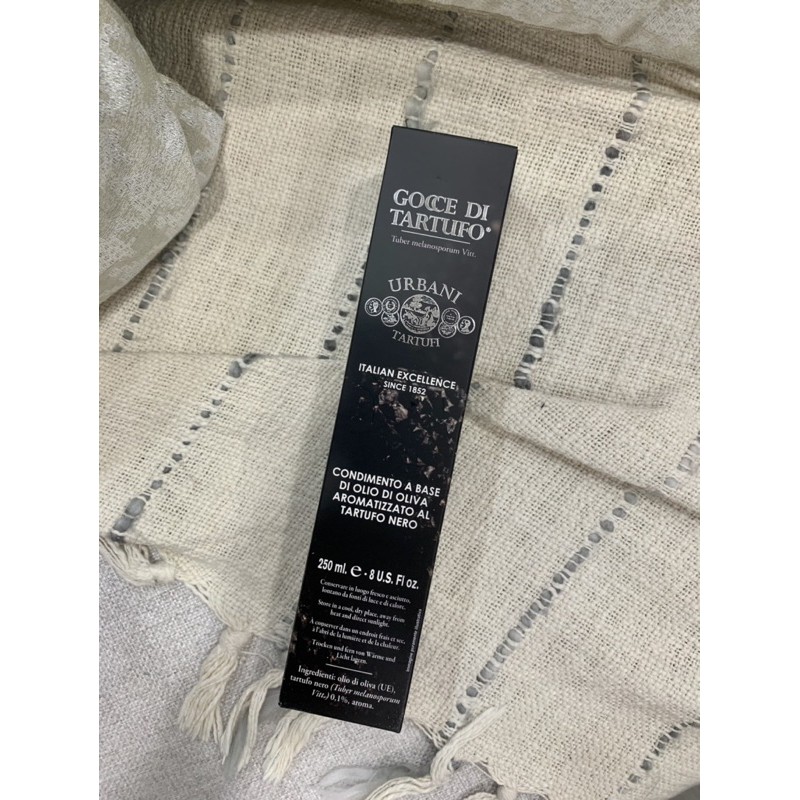 GOCCE DI
TARTUFO®
Tuber melanosporum Vitt.
URBANI
TARTUFI
ITALIAN EXCELLENCE
SINCE 1852
CONDIMENTO A BASE
DI OLIO DI OLIVA
AROMATIZZATO AL
TARTUFO NERO
250 ml. ℮ - 8 U.S. Fl oz.
Conservare in luogo fresco e asciutto,
lontano da fonti di luce e di calore.
Store in a cool, dry place, away from
heat and direct sunlight.
À conserver dans un endroit frais et sec,
à l'abri de la lumière et de la chaleur.
Trocken und fern von Wärme und
Licht lagern.
Ingredienti: olio di oliva (UE),
tartufo nero (Tuber melanosporum
Vitt.) 0,1%, aroma.